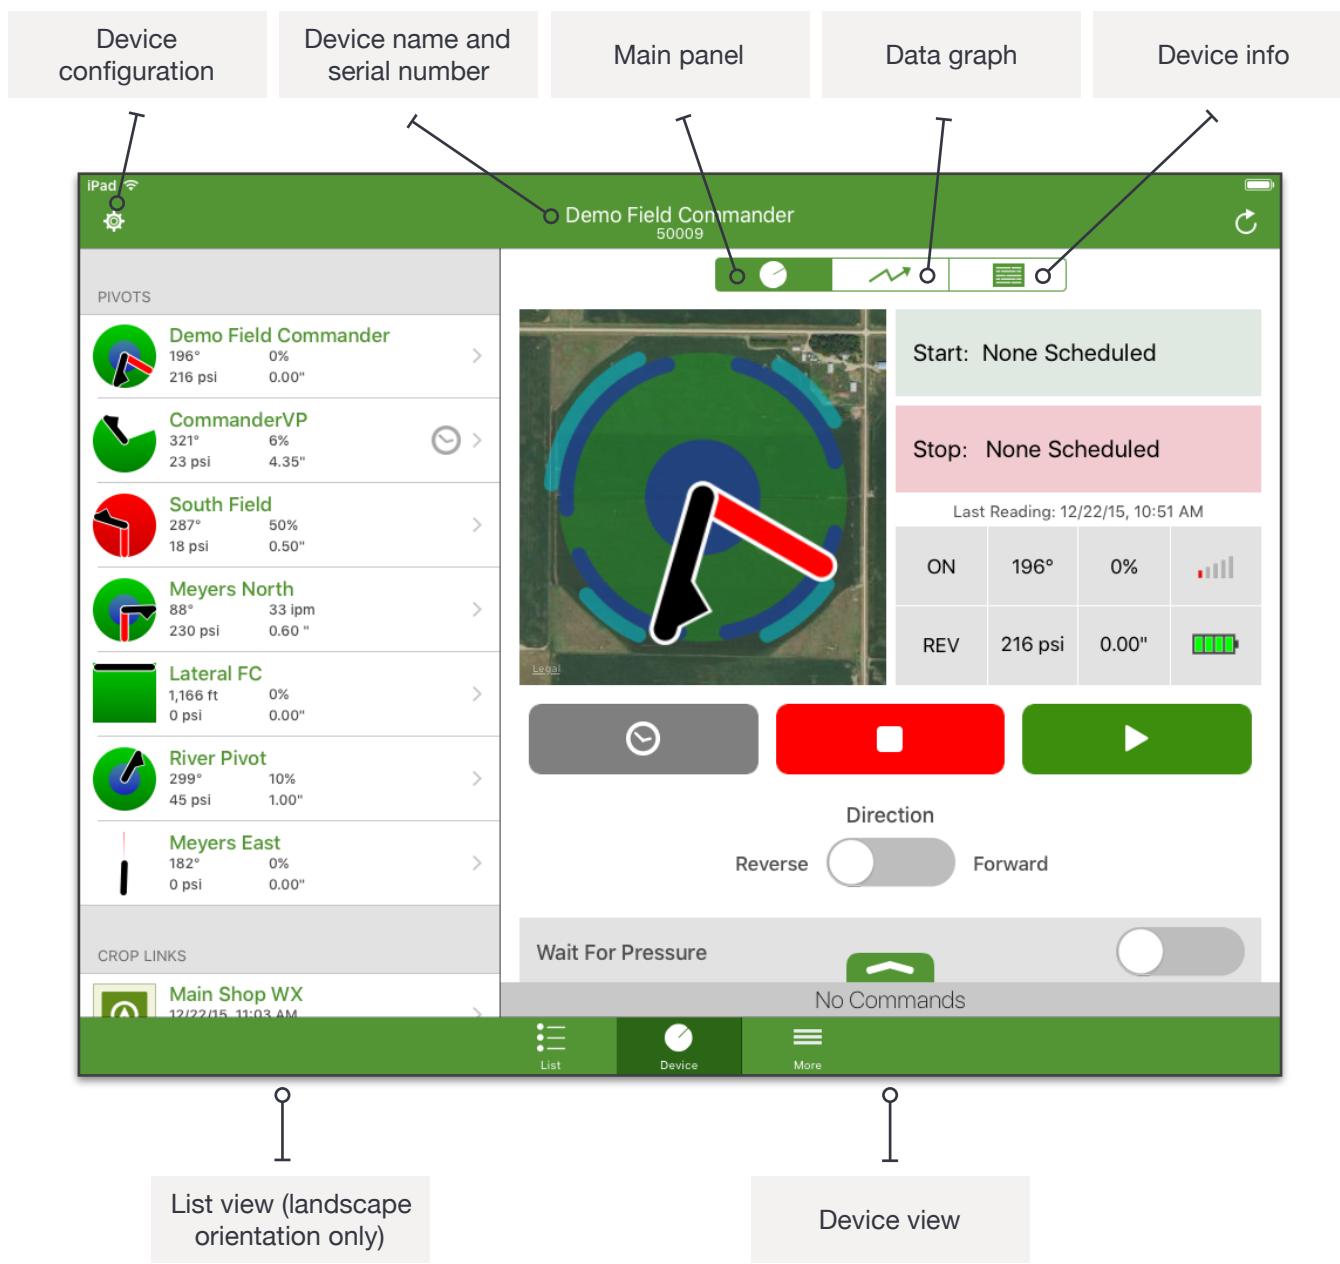 Device
configuration
Device name and
serial number
Main panel
Data graph
Device info
iPad
Demo Field Commander
50009
PIVOTS
Demo Field Commander
196° 0%
216 psi 0.00"
CommanderVP
321° 6%
23 psi 4.35"
South Field
287° 50%
18 psi 0.50"
Meyers North
88° 33 ipm
230 psi 0.60 "
Lateral FC
1,166 ft 0%
0 psi 0.00"
River Pivot
299° 10%
45 psi 1.00"
Meyers East
182° 0%
0 psi 0.00"
CROP LINKS
Main Shop WX
12/22/15, 11:03 AM
Legal
Start: None Scheduled
Stop: None Scheduled
Last Reading: 12/22/15, 10:51 AM
ON 196° 0%
REV 216 psi 0.00"
Direction
Reverse Forward
Wait For Pressure
No Commands
List Device More
List view (landscape
orientation only)
Device view